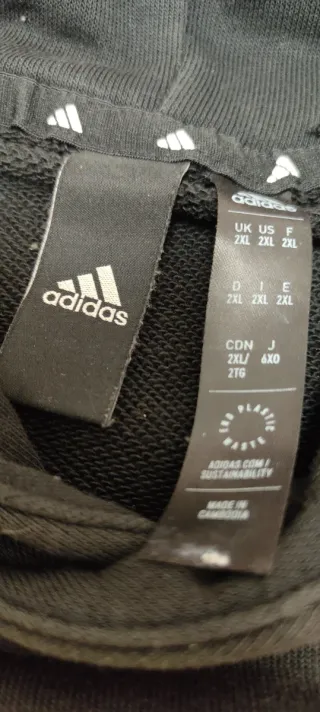 adidas
adidas
UK US F
2XL 2XL 2XL
D I E
2XL 2XL 2XL
CDN J
2XL/ 6XO
2TG
END PLASTIC WASTE
ADIDAS.COM/
SUSTAINABILITY
MADE IN
CAMBODIA